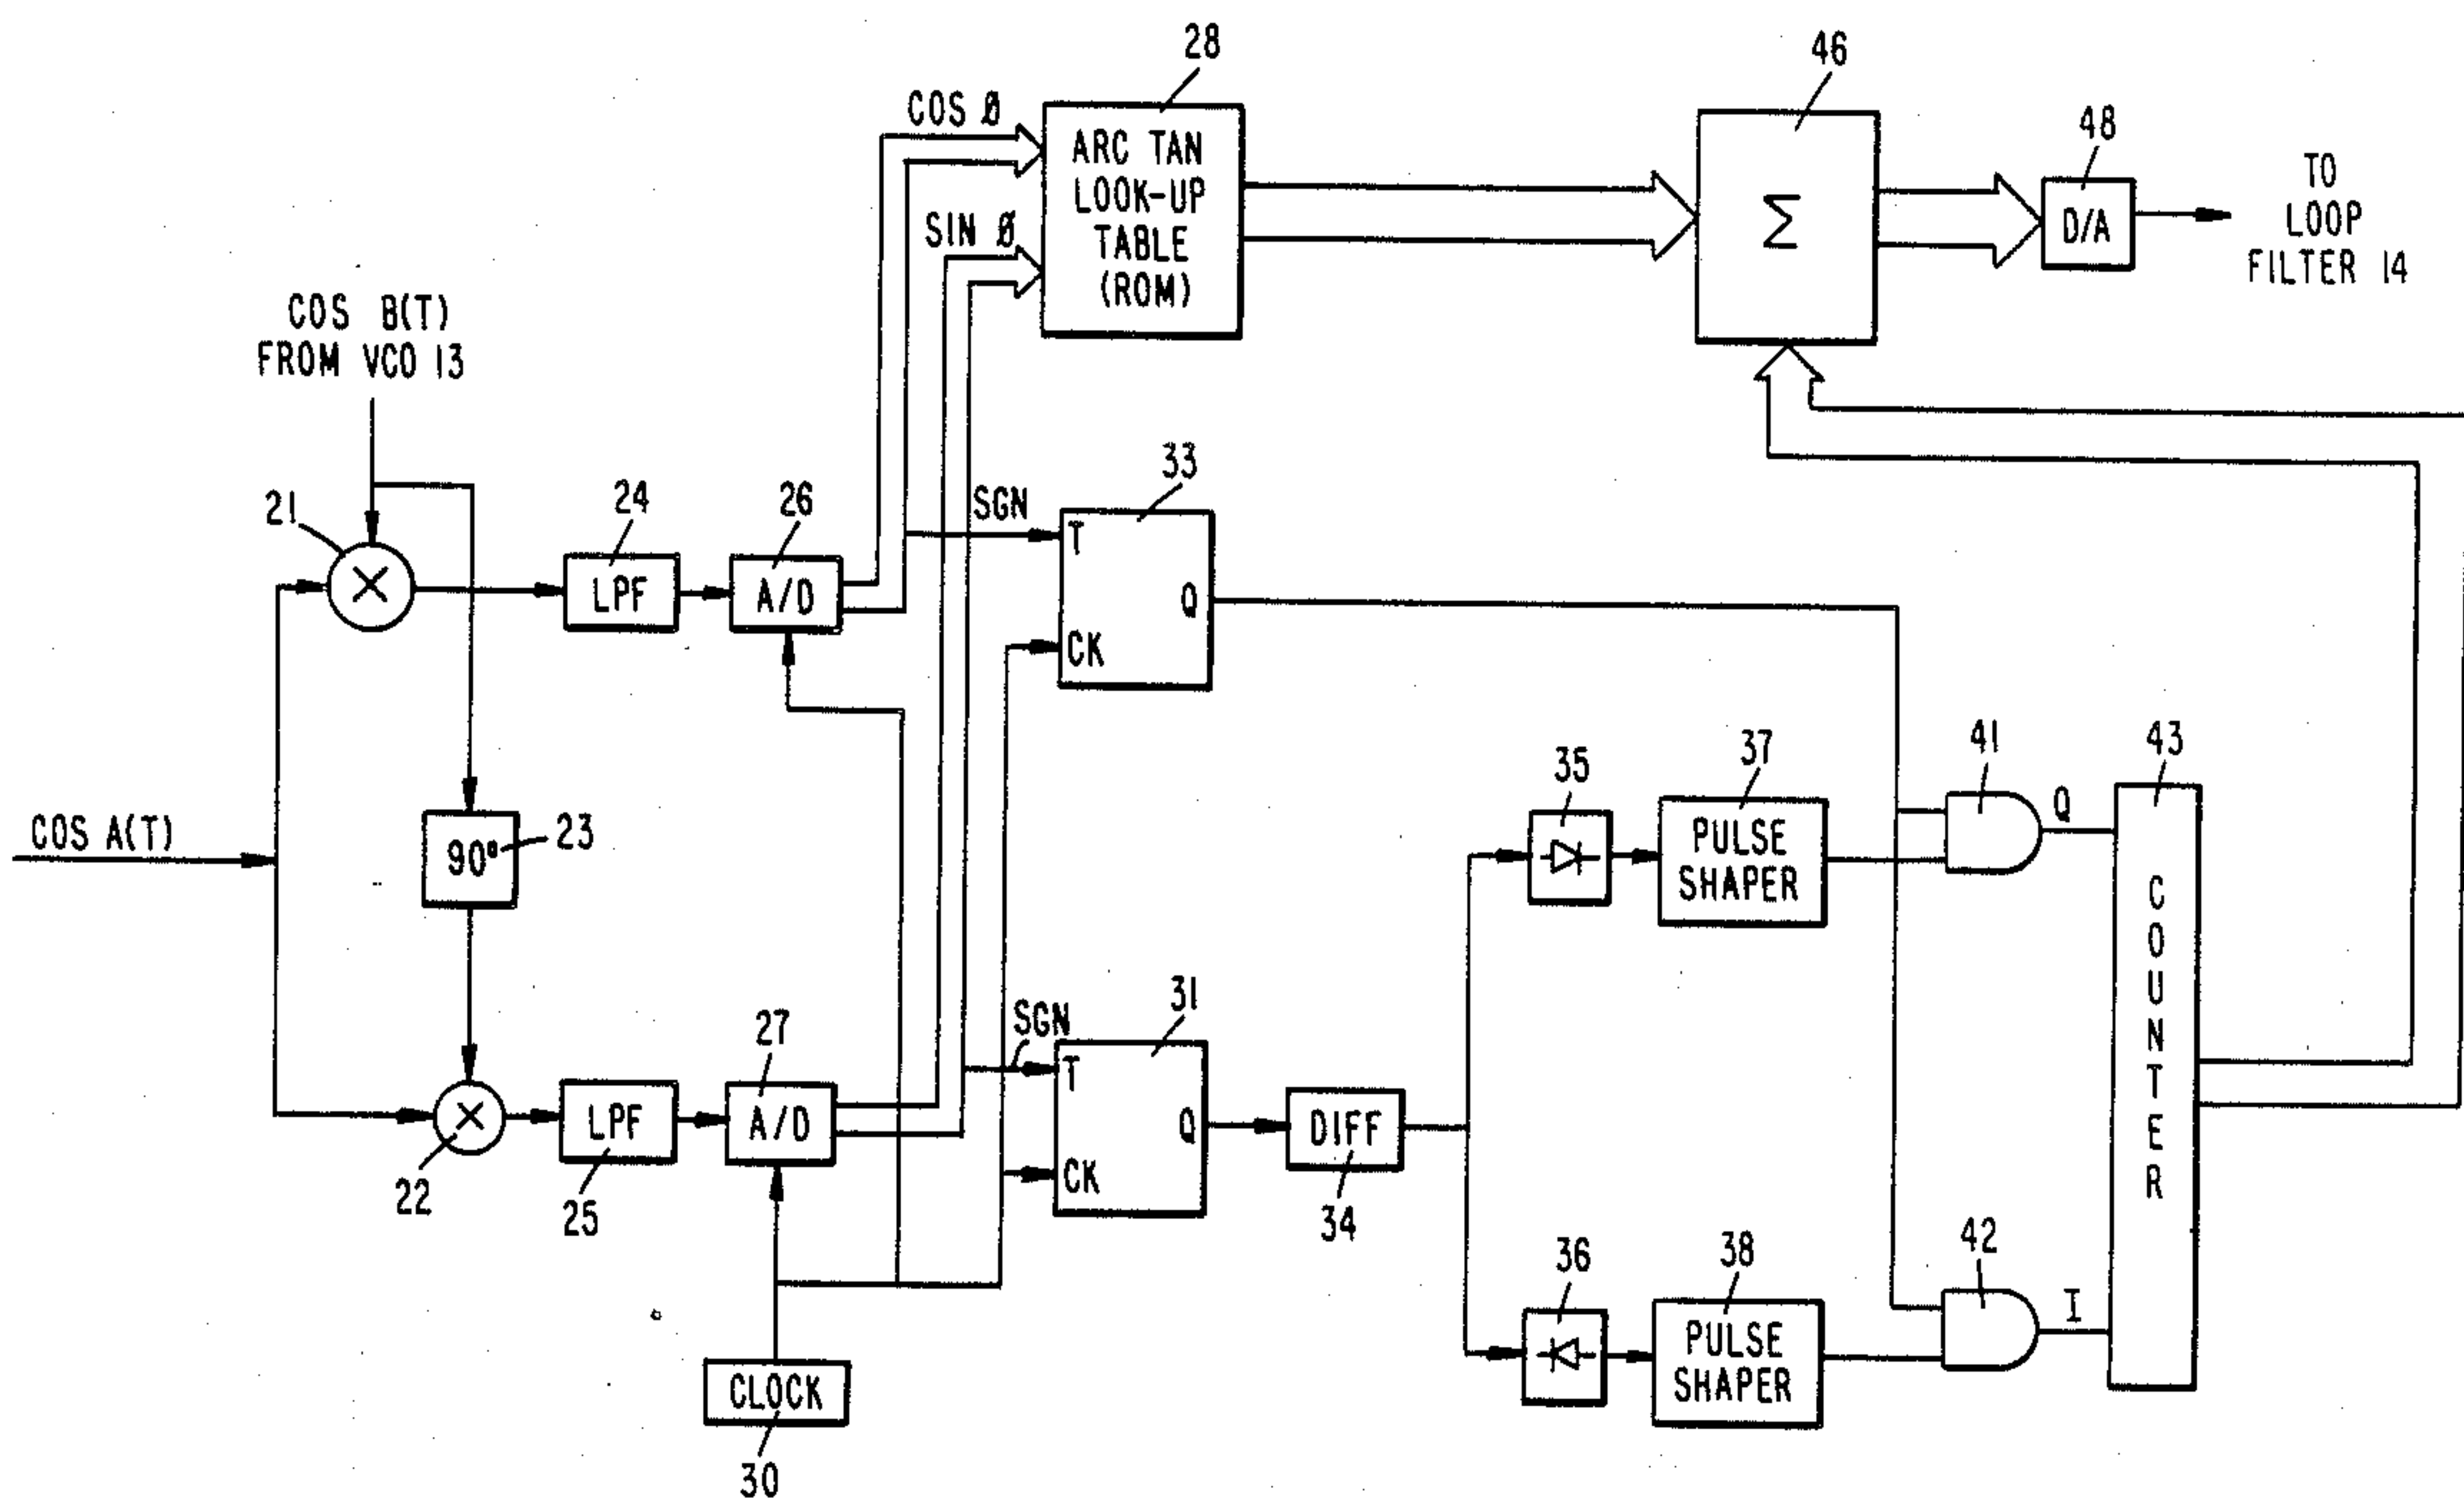 28
46
48
COS Ø
ARC TAN
LOOK-UP
TABLE
(ROM)
SIN Ø
Σ
D/A
TO
LOOP
FILTER 14
COS B(T)
FROM VCO 13
21
24
26
SGN
33
LPF
A/D
T
Q
CK
COS A(T)
90°
23
35
37
41
43
PULSE
SHAPER
Q
COUNTER
27
SGN
31
22
LPF
25
A/D
T
Q
CK
DIFF
34
36
38
42
PULSE
SHAPER
I
CLOCK
30